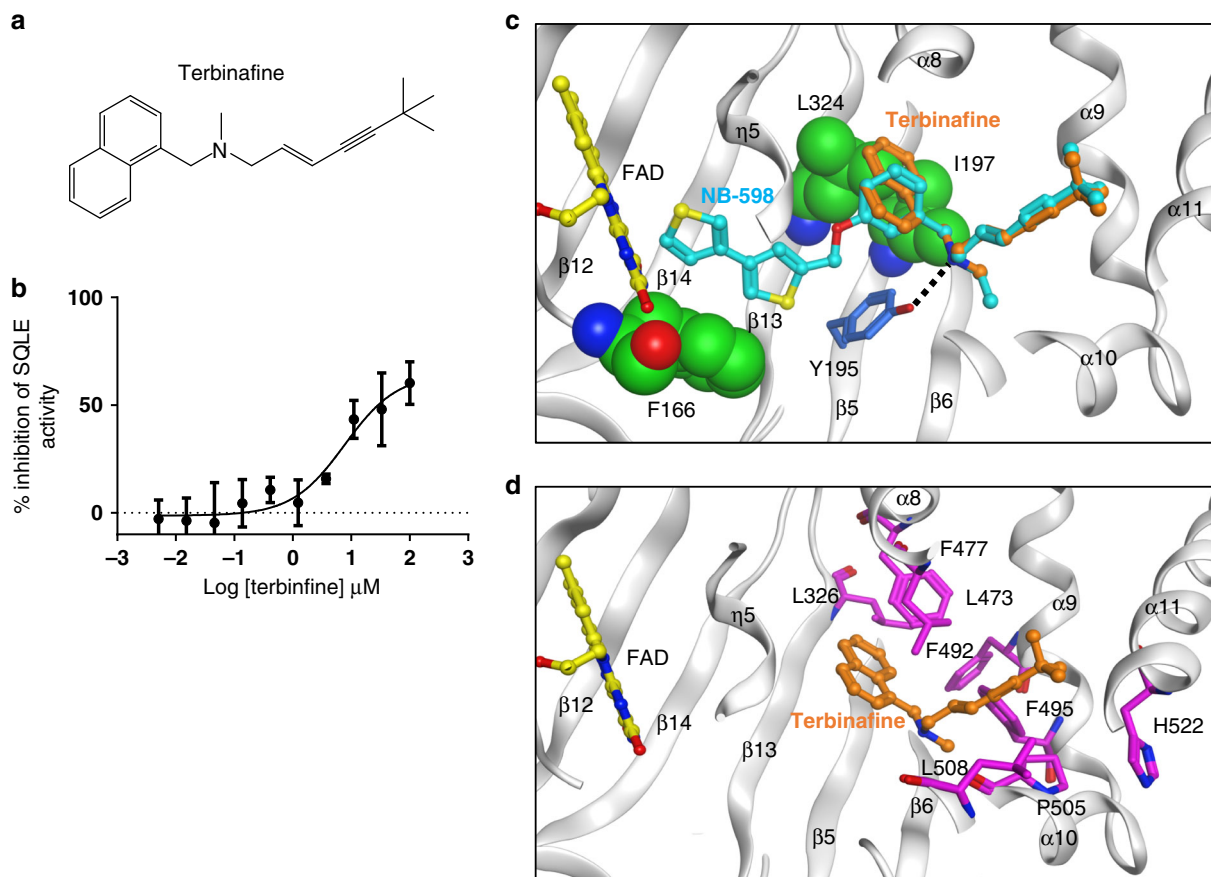 a
Terbinafine
N
b
% inhibition of SQLE
activity
100
50
0
−3 −2 −1 0 1 2 3
Log [terbinfine] μM
c
α8
L324
Terbinafine
α9
η5
I197
FAD
NB-598
α11
β12
β14
β13
Y195
α10
β5
β6
F166
d
α8
F477
L326
L473
α9
α11
η5
F492
FAD
β12
F495
Terbinafine
H522
β14
β13
L508
β6
P505
β5
α10